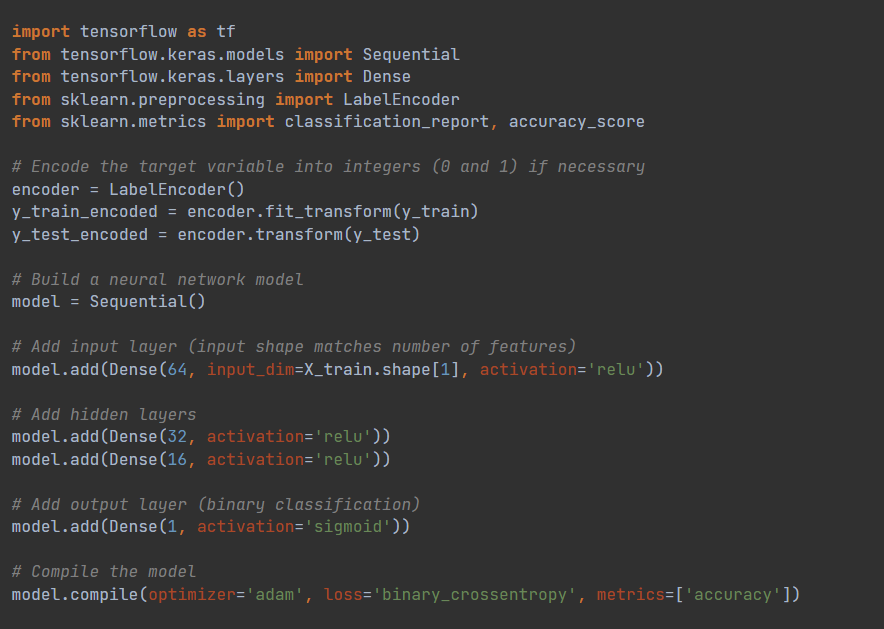 import tensorflow as tf
from tensorflow.keras.models import Sequential
from tensorflow.keras.layers import Dense
from sklearn.preprocessing import LabelEncoder
from sklearn.metrics import classification_report, accuracy_score
# Encode the target variable into integers (0 and 1) if necessary
encoder = LabelEncoder()
y_train_encoded = encoder.fit_transform(y_train)
y_test_encoded = encoder.transform(y_test)
# Build a neural network model
model = Sequential()
# Add input layer (input shape matches number of features)
model.add(Dense(64, input_dim=X_train.shape[1], activation='relu'))
# Add hidden layers
model.add(Dense(32, activation='relu'))
model.add(Dense(16, activation='relu'))
# Add output layer (binary classification)
model.add(Dense(1, activation='sigmoid'))
# Compile the model
model.compile(optimizer='adam', loss='binary_crossentropy', metrics=['accuracy'])